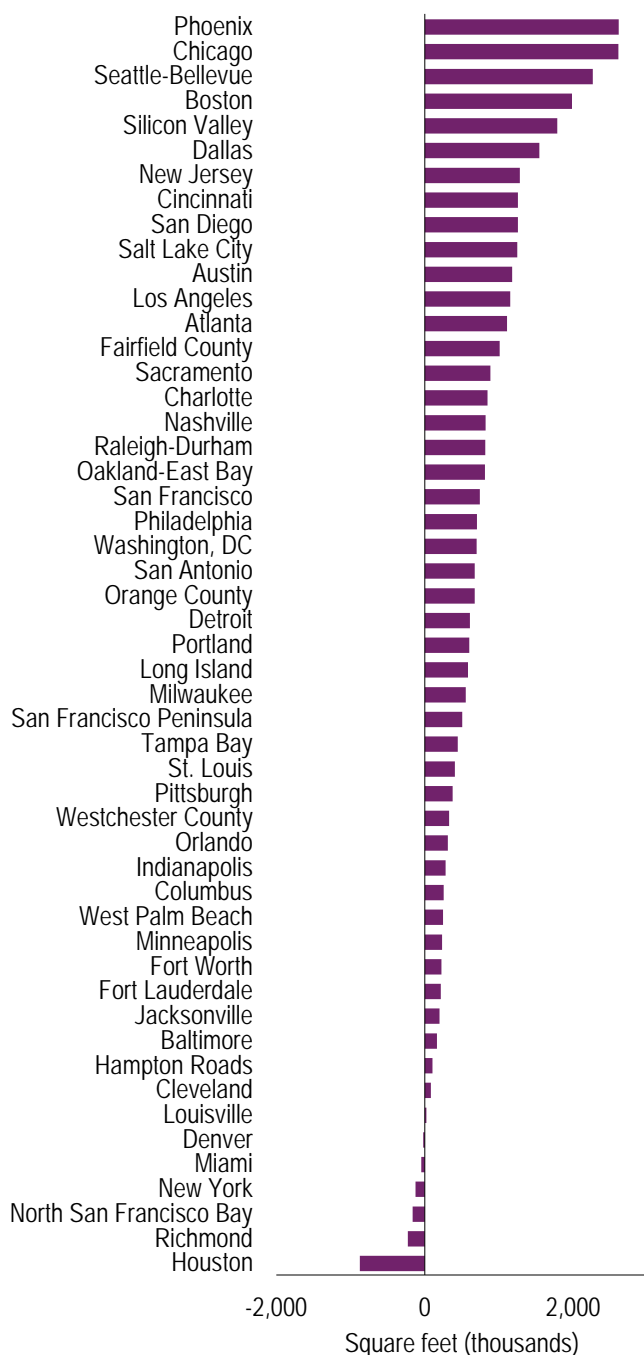 Phoenix
Chicago
Seattle-Bellevue
Boston
Silicon Valley
Dallas
New Jersey
Cincinnati
San Diego
Salt Lake City
Austin
Los Angeles
Atlanta
Fairfield County
Sacramento
Charlotte
Nashville
Raleigh-Durham
Oakland-East Bay
San Francisco
Philadelphia
Washington, DC
San Antonio
Orange County
Detroit
Portland
Long Island
Milwaukee
San Francisco Peninsula
Tampa Bay
St. Louis
Pittsburgh
Westchester County
Orlando
Indianapolis
Columbus
West Palm Beach
Minneapolis
Fort Worth
Fort Lauderdale
Jacksonville
Baltimore
Hampton Roads
Cleveland
Louisville
Denver
Miami
New York
North San Francisco Bay
Richmond
Houston
-2,000 0 2,000
Square feet (thousands)